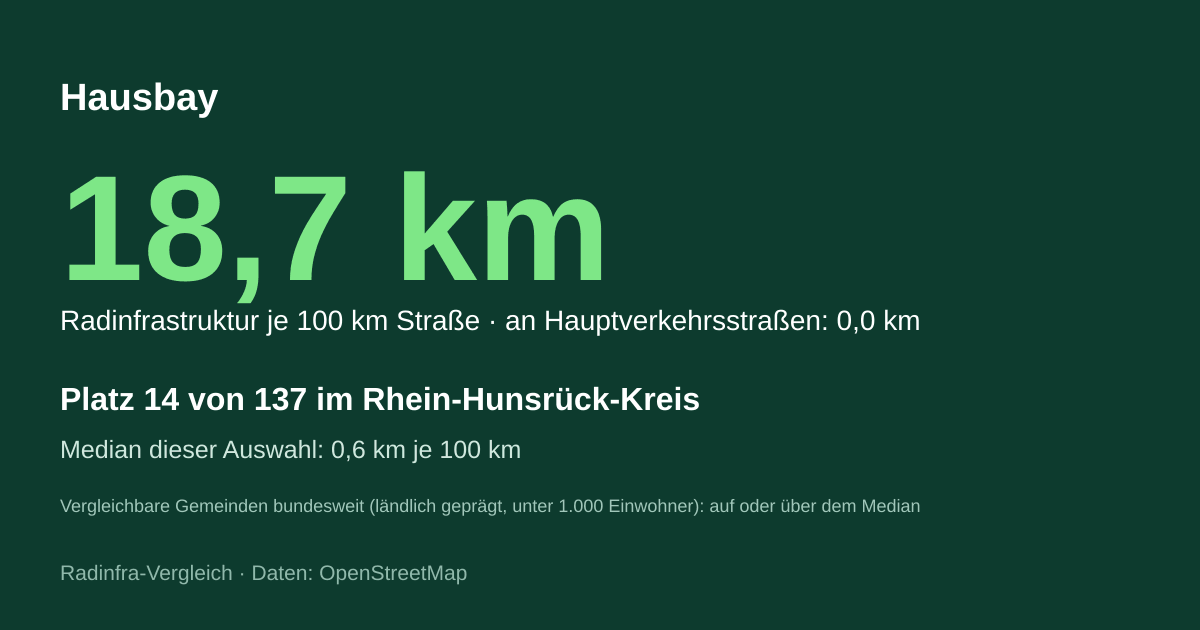 Hausbay
18,7 km
Radinfrastruktur je 100 km Straße · an Hauptverkehrsstraßen: 0,0 km
Platz 14 von 137 im Rhein-Hunsrück-Kreis
Median dieser Auswahl: 0,6 km je 100 km
Vergleichbare Gemeinden bundesweit (ländlich geprägt, unter 1.000 Einwohner): auf oder über dem Median
Radinfra-Vergleich · Daten: OpenStreetMap